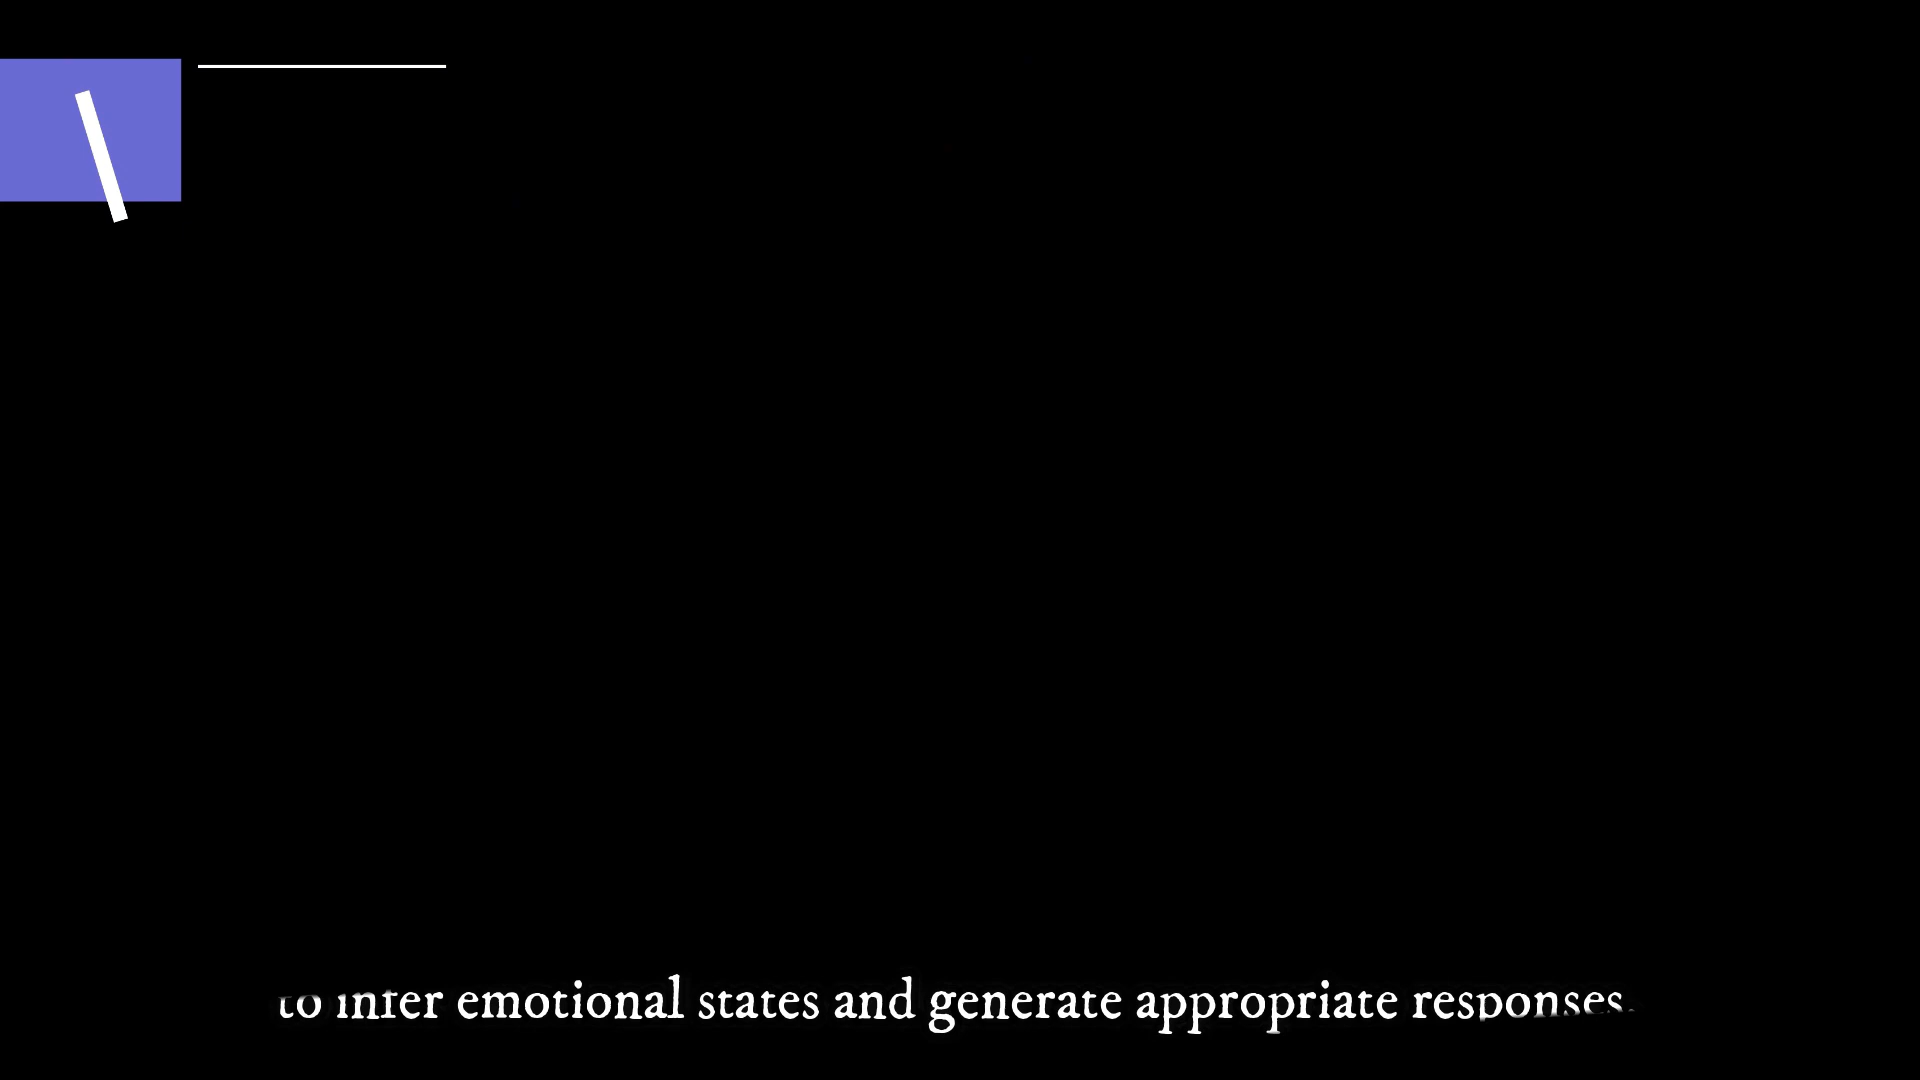 to infer emotional states and generate appropriate responses.